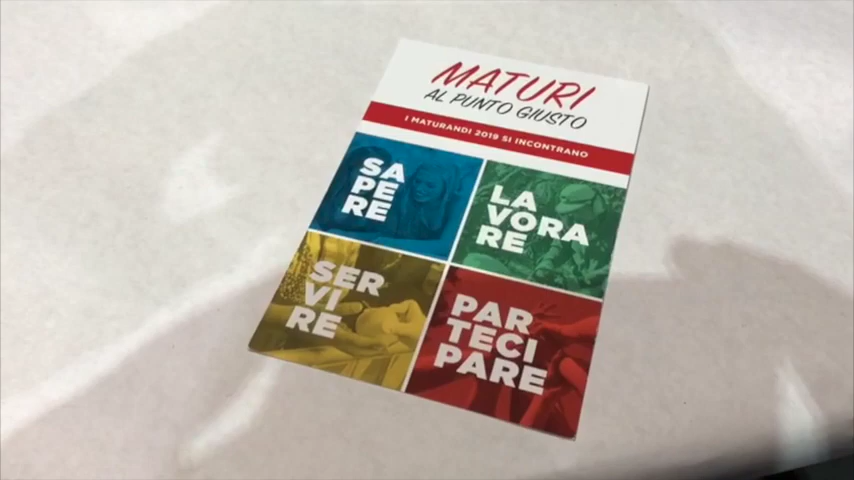 MATURI
AL PUNTO GIUSTO
I MATURANDI 2019 SI INCONTRANO
SA
PE
RE
LA
VORA
RE
SER
VI
RE
PAR
TECI
PARE